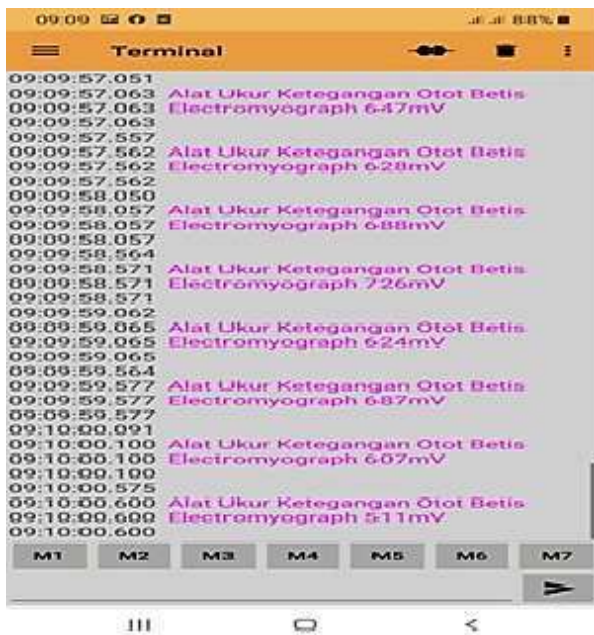 09:09 88%
Terminal
09:09:57.051
09:09:57.063 Alat Ukur Ketegangan Otot Betis
09:09:57.063 Electromyograph 647mV
09:09:57.063
09:09:57.557
09:09:57.562 Alat Ukur Ketegangan Otot Betis
09:09:57.562 Electromyograph 628mV
09:09:57.562
09:09:58.050
09:09:58.057 Alat Ukur Ketegangan Otot Betis
09:09:58.057 Electromyograph 688mV
09:09:58.057
09:09:58.564
09:09:58.571 Alat Ukur Ketegangan Otot Betis
09:09:58.571 Electromyograph 726mV
09:09:58.571
09:09:59.062
09:09:59.065 Alat Ukur Ketegangan Otot Betis
09:09:59.065 Electromyograph 624mV
09:09:59.065
09:09:59.564
09:09:59.577 Alat Ukur Ketegangan Otot Betis
09:09:59.577 Electromyograph 687mV
09:09:59.577
09:10:00.091
09:10:00.100 Alat Ukur Ketegangan Otot Betis
09:10:00.100 Electromyograph 607mV
09:10:00.100
09:10:00.575
09:10:00.600 Alat Ukur Ketegangan Otot Betis
09:10:00.600 Electromyograph 511mV
09:10:00.600
M1 M2 M3 M4 M5 M6 M7